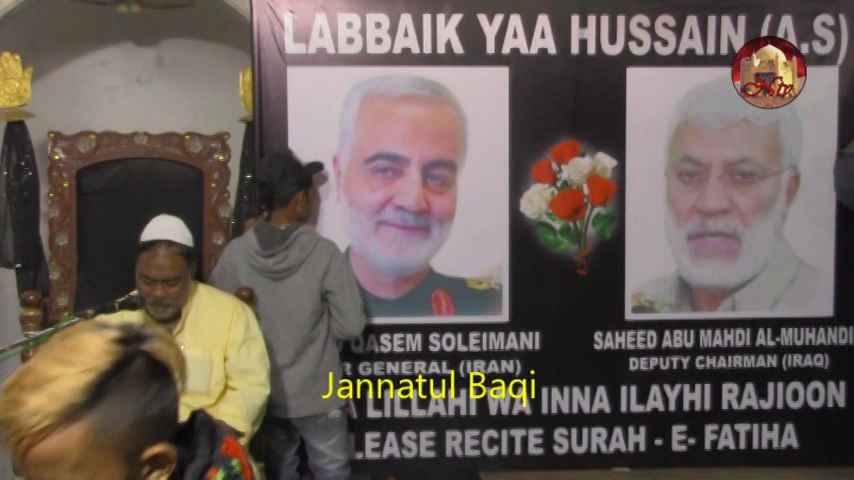 LABBAIK YAA HUSSAIN (A.S)
Ntv
QASEM SOLEIMANI
R GENERAL (IRAN)
SAHEED ABU MAHDI AL-MUHANDI
DEPUTY CHAIRMAN (IRAQ)
Jannatul Baqi
A LILLAHI WA INNA ILAYHI RAJIOON
LEASE RECITE SURAH - E- FATIHA